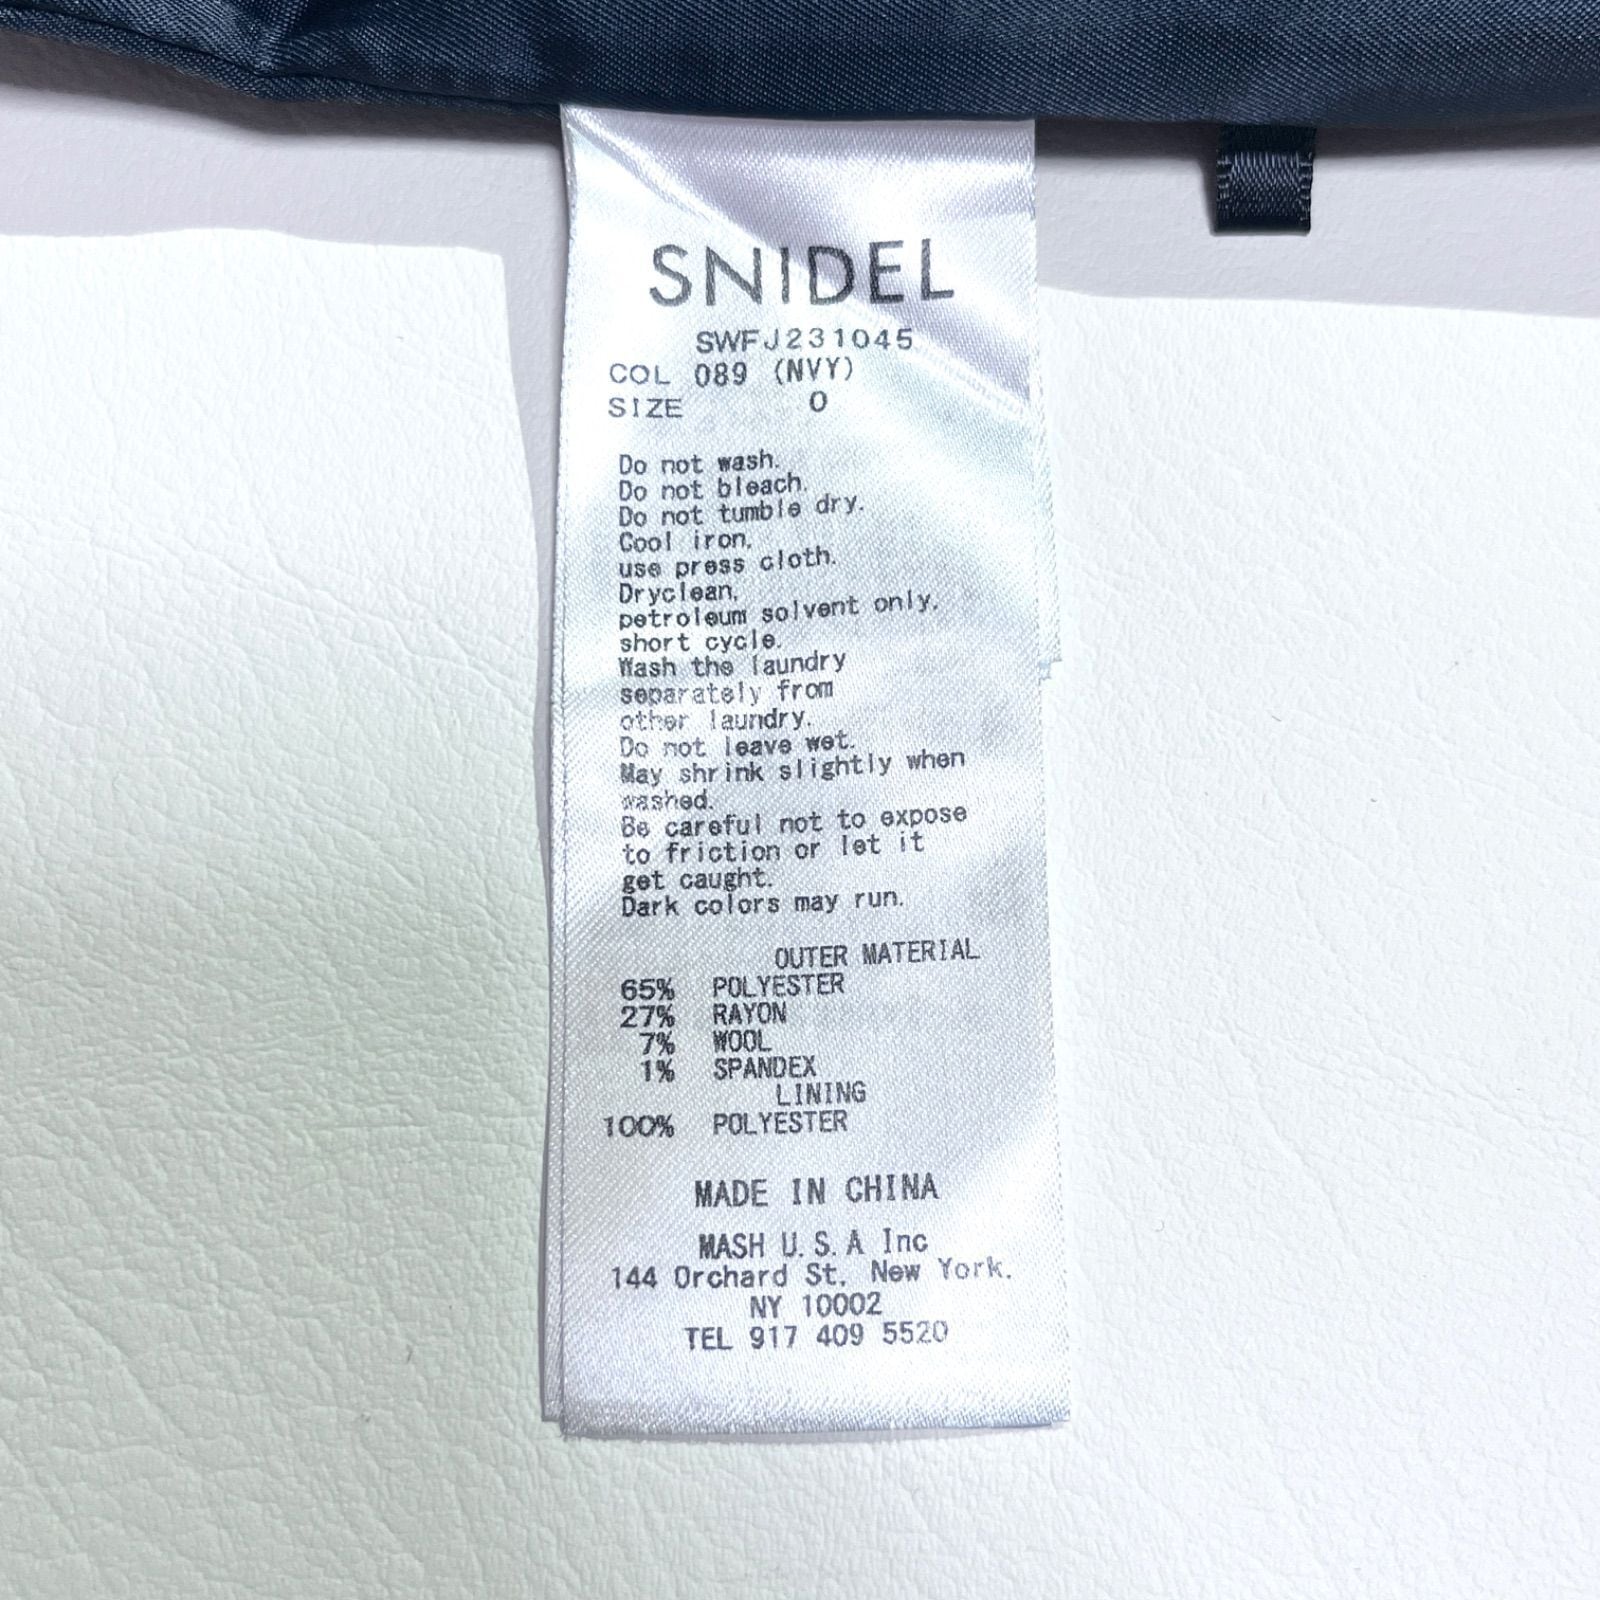 SNIDEL
SWFJ231045
COL 089 (NVY)
SIZE 0
Do not wash.
Do not bleach.
Do not tumble dry.
Cool iron,
use press cloth.
Dryclean,
petroleum solvent only,
short cycle.
Wash the laundry
separately from
other laundry.
Do not leave wet.
May shrink slightly when
washed.
Be careful not to expose
to friction or let it
get caught.
Dark colors may run.
OUTER MATERIAL
65% POLYESTER
27% RAYON
7% WOOL
1% SPANDEX
LINING
100% POLYESTER
MADE IN CHINA
MASH U.S.A Inc
144 Orchard St, New York.
NY 10002
TEL 917 409 5520